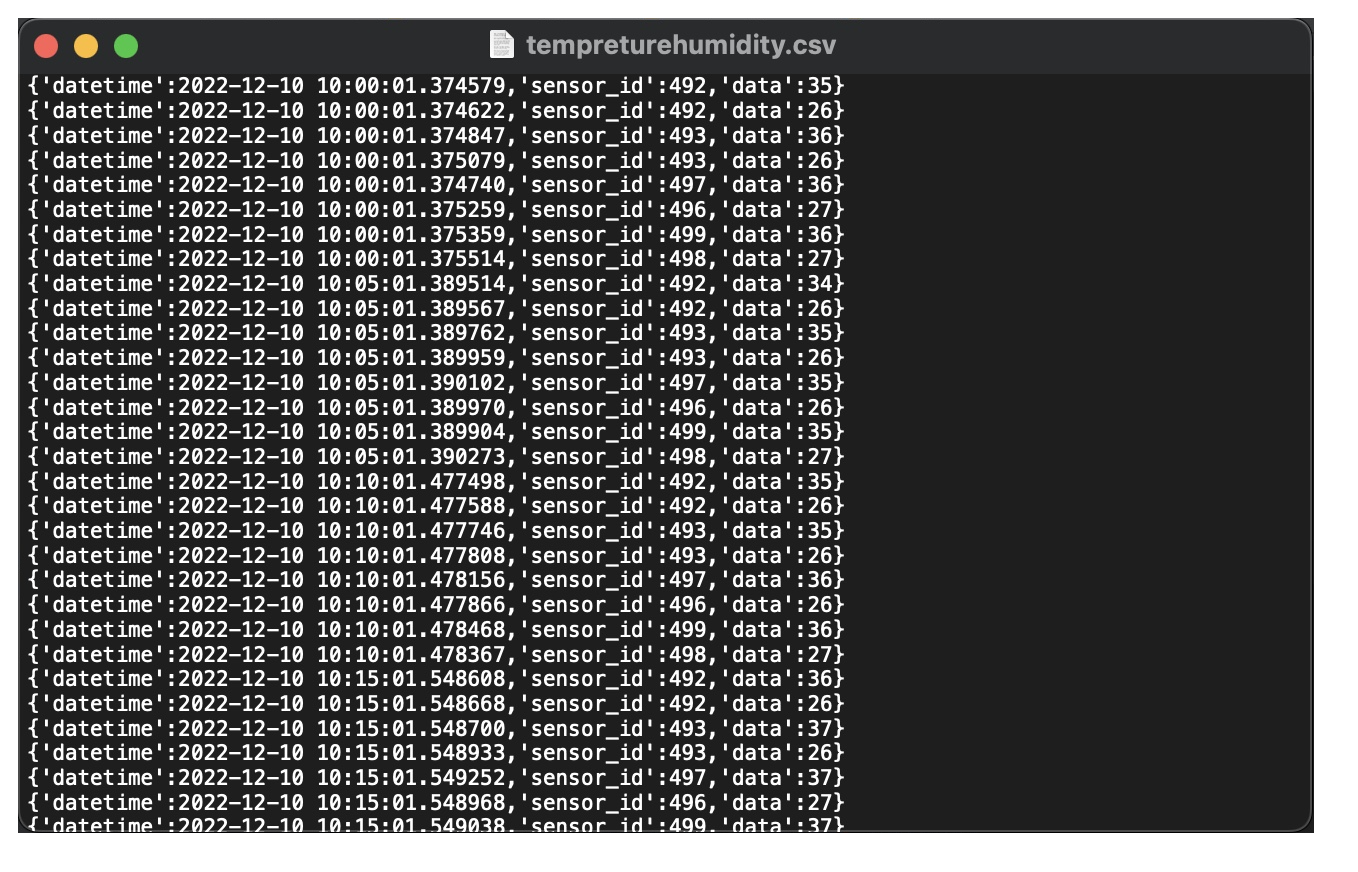 tempreturehumidity.csv
{'datetime':2022-12-10 10:00:01.374579,'sensor_id':492,'data':35}
{'datetime':2022-12-10 10:00:01.374622,'sensor_id':492,'data':26}
{'datetime':2022-12-10 10:00:01.374847,'sensor_id':493,'data':36}
{'datetime':2022-12-10 10:00:01.375079,'sensor_id':493,'data':26}
{'datetime':2022-12-10 10:00:01.374740,'sensor_id':497,'data':36}
{'datetime':2022-12-10 10:00:01.375259,'sensor_id':496,'data':27}
{'datetime':2022-12-10 10:00:01.375359,'sensor_id':499,'data':36}
{'datetime':2022-12-10 10:00:01.375514,'sensor_id':498,'data':27}
{'datetime':2022-12-10 10:05:01.389514,'sensor_id':492,'data':34}
{'datetime':2022-12-10 10:05:01.389567,'sensor_id':492,'data':26}
{'datetime':2022-12-10 10:05:01.389762,'sensor_id':493,'data':35}
{'datetime':2022-12-10 10:05:01.389959,'sensor_id':493,'data':26}
{'datetime':2022-12-10 10:05:01.390102,'sensor_id':497,'data':35}
{'datetime':2022-12-10 10:05:01.389970,'sensor_id':496,'data':26}
{'datetime':2022-12-10 10:05:01.389904,'sensor_id':499,'data':35}
{'datetime':2022-12-10 10:05:01.390273,'sensor_id':498,'data':27}
{'datetime':2022-12-10 10:10:01.477498,'sensor_id':492,'data':35}
{'datetime':2022-12-10 10:10:01.477588,'sensor_id':492,'data':26}
{'datetime':2022-12-10 10:10:01.477746,'sensor_id':493,'data':35}
{'datetime':2022-12-10 10:10:01.477808,'sensor_id':493,'data':26}
{'datetime':2022-12-10 10:10:01.478156,'sensor_id':497,'data':36}
{'datetime':2022-12-10 10:10:01.477866,'sensor_id':496,'data':26}
{'datetime':2022-12-10 10:10:01.478468,'sensor_id':499,'data':36}
{'datetime':2022-12-10 10:10:01.478367,'sensor_id':498,'data':27}
{'datetime':2022-12-10 10:15:01.548608,'sensor_id':492,'data':36}
{'datetime':2022-12-10 10:15:01.548668,'sensor_id':492,'data':26}
{'datetime':2022-12-10 10:15:01.548700,'sensor_id':493,'data':37}
{'datetime':2022-12-10 10:15:01.548933,'sensor_id':493,'data':26}
{'datetime':2022-12-10 10:15:01.549252,'sensor_id':497,'data':37}
{'datetime':2022-12-10 10:15:01.548968,'sensor_id':496,'data':27}
{'datetime':2022-12-10 10:15:01.549038,'sensor_id':499,'data':37}